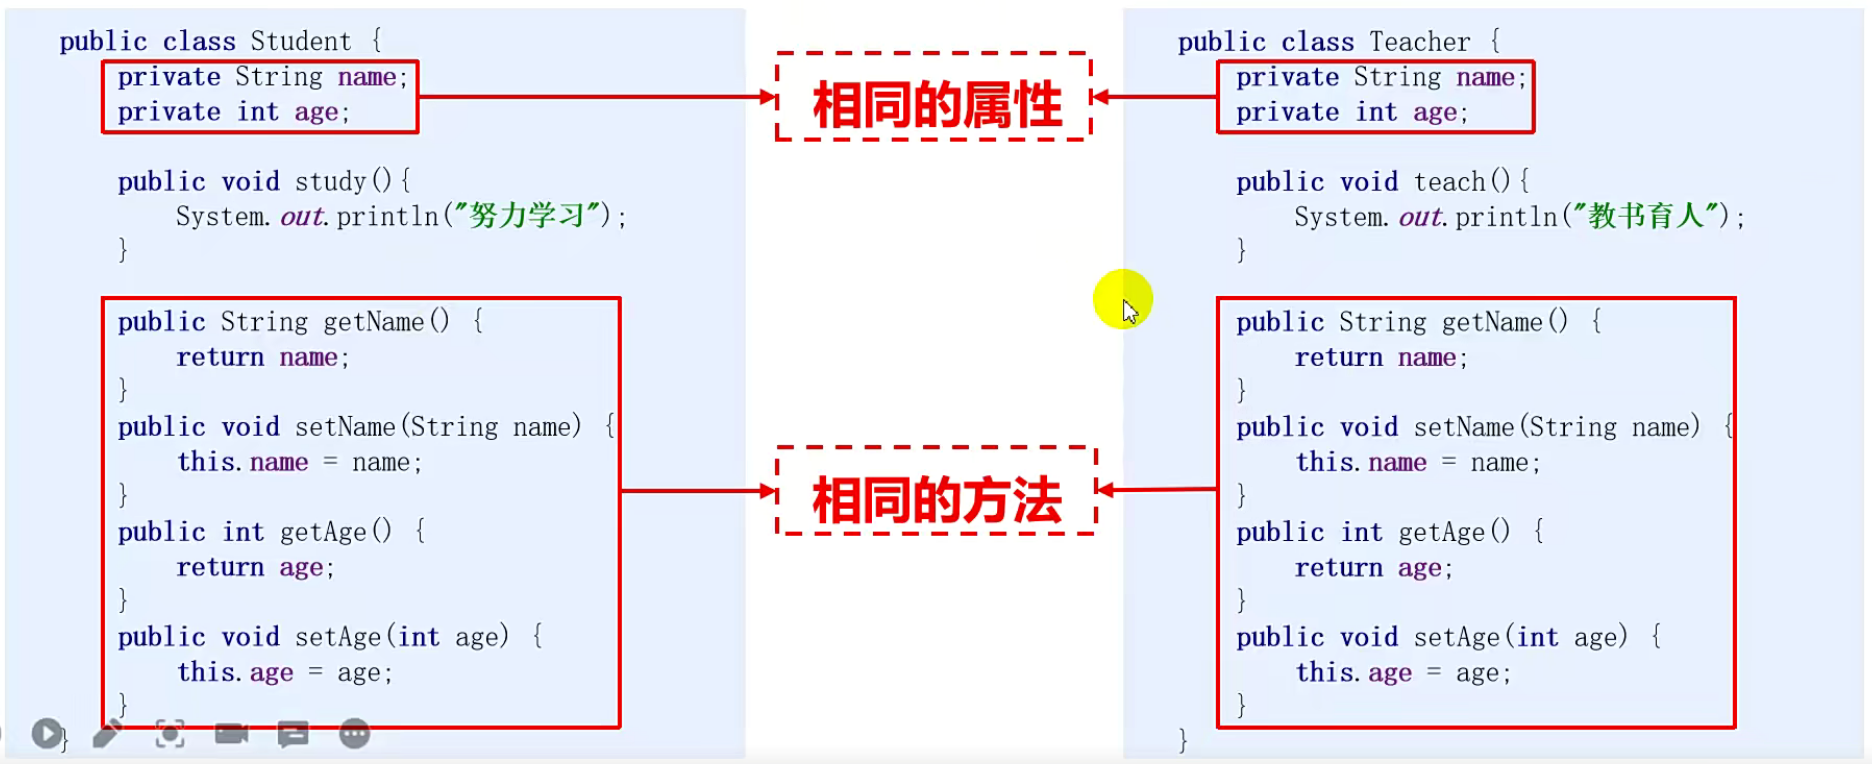 public class Student {
private String name;
private int age;
public void study(){
System.out.println("努力学习");
}
public String getName() {
return name;
}
public void setName(String name) {
this.name = name;
}
public int getAge() {
return age;
}
public void setAge(int age) {
this.age = age;
}
}
相同的属性
相同的方法
public class Teacher {
private String name;
private int age;
public void teach(){
System.out.println("教书育人");
}
public String getName() {
return name;
}
public void setName(String name) {
this.name = name;
}
public int getAge() {
return age;
}
public void setAge(int age) {
this.age = age;
}
}